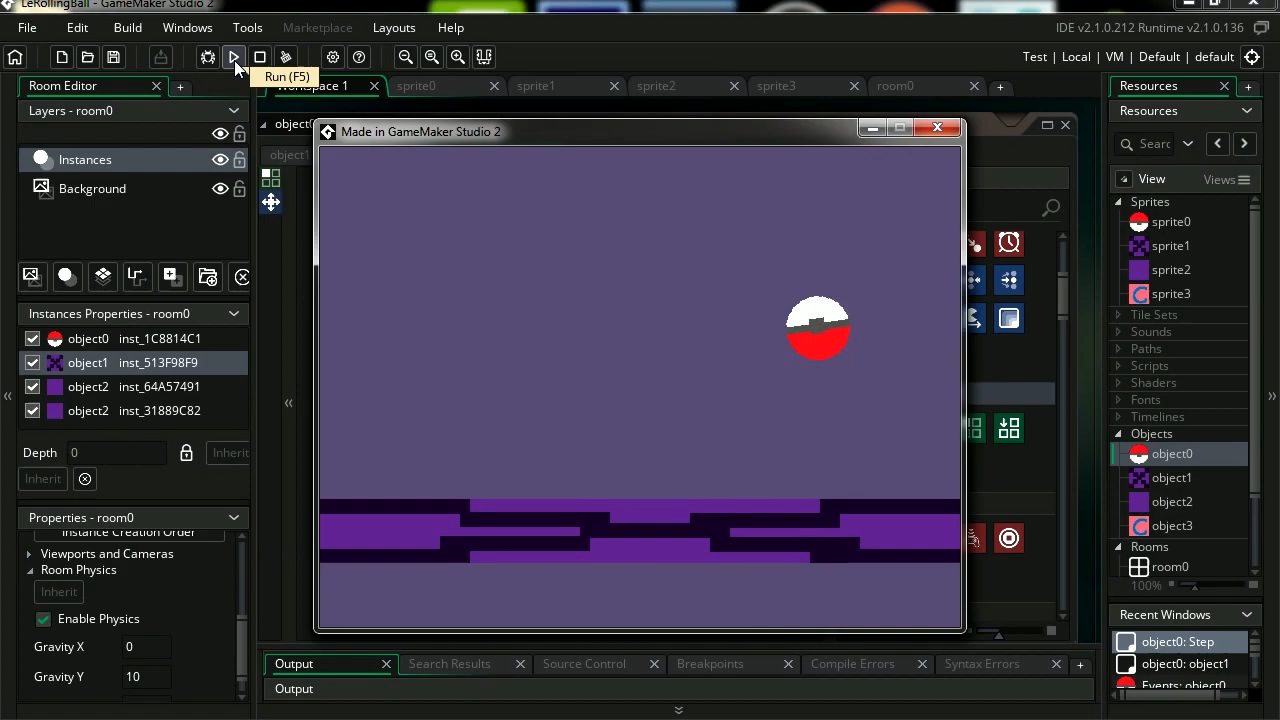 LeRollingBall - GameMaker Studio 2
File Edit Build Windows Tools Marketplace Layouts Help
IDE v2.1.0.212 Runtime v2.1.0.136
Test | Local | VM | Default | default
Run (F5)
Room Editor
Workspace 1 sprite0 sprite1 sprite2 sprite3 room0
Resources
Layers - room0
Resources
object
Made in GameMaker Studio 2
Searc
object1
Instances
Background
View Views
Sprites
sprite0
sprite1
sprite2
sprite3
Tile Sets
Sounds
Paths
Scripts
Shaders
Fonts
Timelines
Objects
object0
object1
object2
object3
Rooms
room0
100%
Instances Properties - room0
object0 inst_1C8814C1
object1 inst_513F98F9
object2 inst_64A57491
object2 inst_31889C82
Depth 0 Inherit
Inherit
Properties - room0
Instance Creation Order
Viewports and Cameras
Room Physics
Inherit
Enable Physics
Gravity X 0
Gravity Y 10
Output Search Results Source Control Breakpoints Compile Errors Syntax Errors
Output
Recent Windows
object0: Step
object0: object1
Events: object0